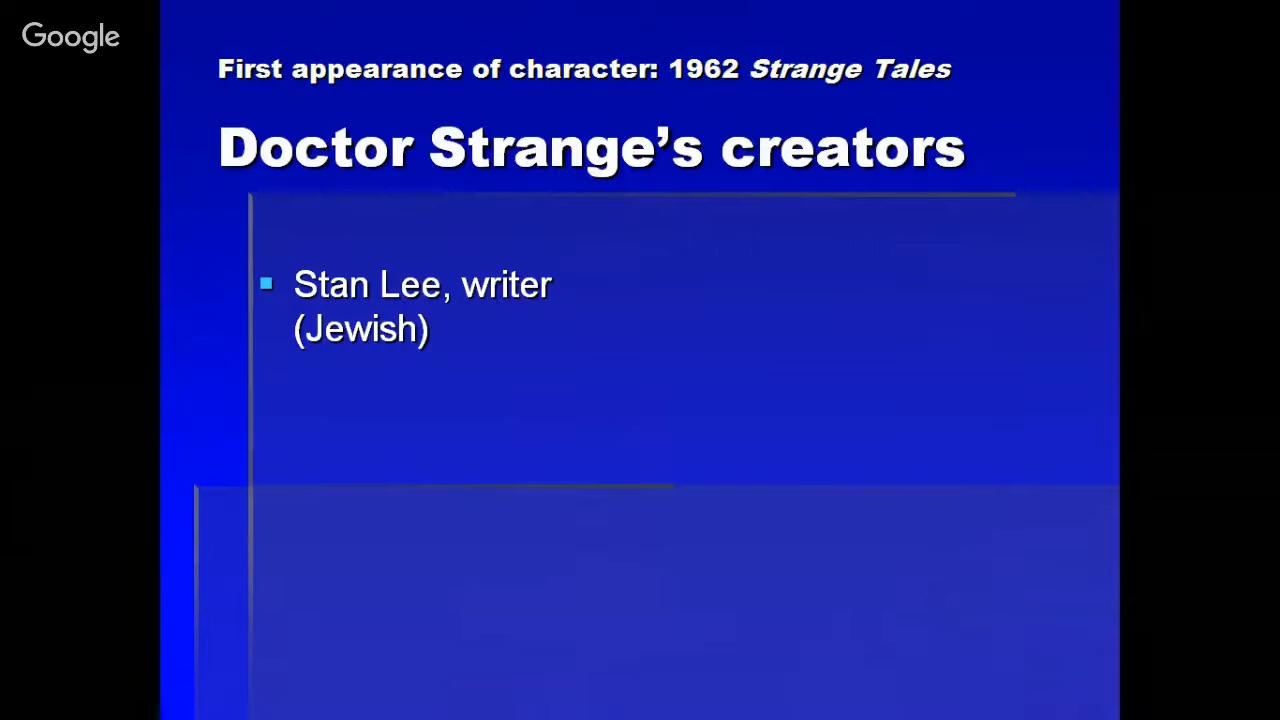 Google
First appearance of character: 1962 Strange Tales
Doctor Strange’s creators
Stan Lee, writer
(Jewish)